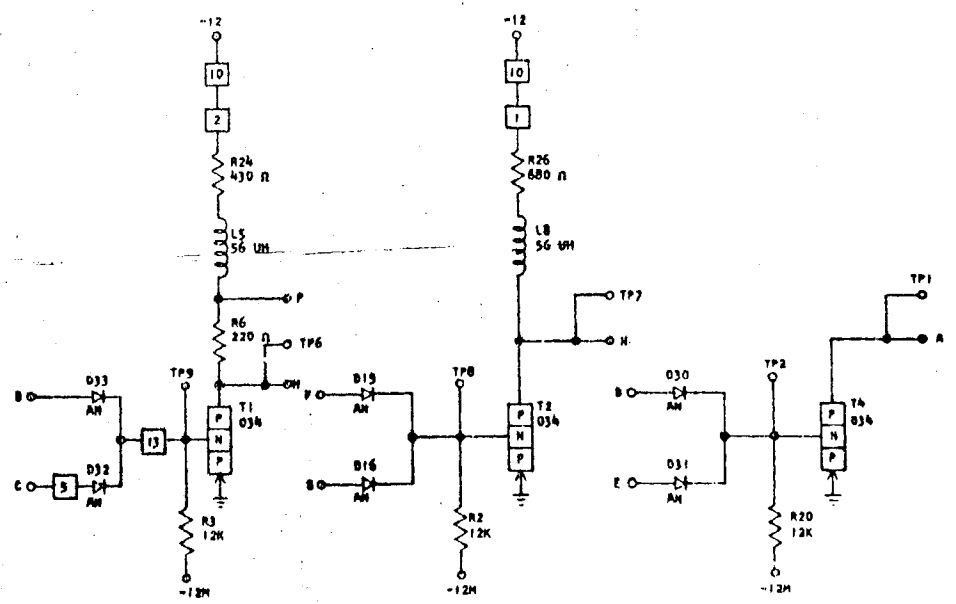 -12
10
2
R24
430 Ω
L5
56 UH
P
R6
220 Ω
TP6
H
TP9
D33
AN
13
T1
034
P
N
P
C
5
D32
AN
R3
12K
-12M
-12
10
1
R26
680 Ω
L8
56 UH
TP7
TP8
D19
AN
T2
034
P
N
P
D16
AN
R2
12K
-12M
TP1
A
TP2
D30
AN
T4
034
P
N
P
E
D31
AN
R20
12K
-12M